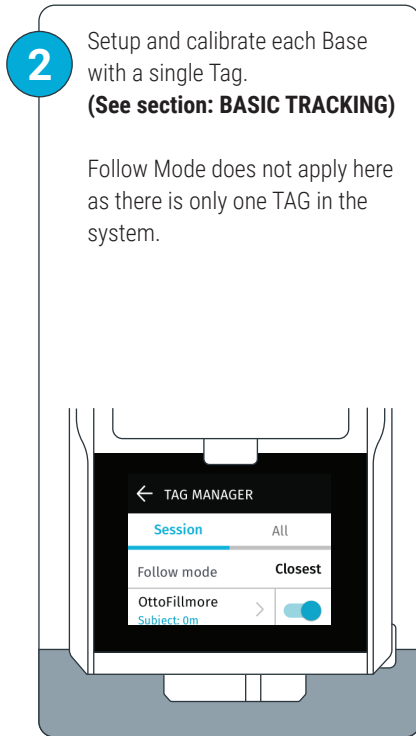 2
Setup and calibrate each Base
with a single Tag.
(See section: BASIC TRACKING)
Follow Mode does not apply here
as there is only one TAG in the
system.
TAG MANAGER
Session All
Follow mode Closest
OttoFillmore
Subject: 0m